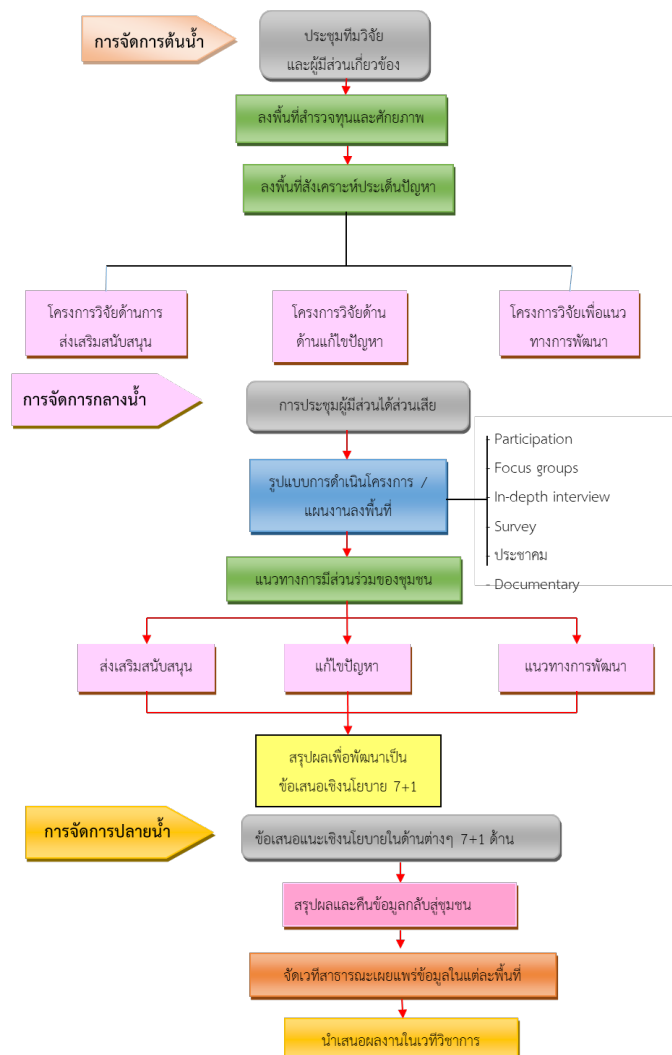 การจัดการต้นน้ำ
ประชุมทีมวิจัย
และผู้มีส่วนเกี่ยวข้อง
ลงพื้นที่สำรวจทุนและศักยภาพ
ลงพื้นที่สังเคราะห์ประเด็นปัญหา
โครงการวิจัยด้านการ
ส่งเสริมสนับสนุน
โครงการวิจัยด้าน
ด้านแก้ไขปัญหา
โครงการวิจัยเพื่อแนว
ทางการพัฒนา
การจัดการกลางน้ำ
การประชุมผู้มีส่วนได้ส่วนเสีย
รูปแบบการดำเนินโครงการ /
แผนงานลงพื้นที่
- Participation
- Focus groups
- In-depth interview
- Survey
- ประชาคม
- Documentary
แนวทางการมีส่วนร่วมของชุมชน
ส่งเสริมสนับสนุน
แก้ไขปัญหา
แนวทางการพัฒนา
สรุปผลเพื่อพัฒนาเป็น
ข้อเสนอเชิงนโยบาย 7+1
การจัดการปลายน้ำ
ข้อเสนอแนะเชิงนโยบายในด้านต่างๆ 7+1 ด้าน
สรุปผลและคืนข้อมูลกลับสู่ชุมชน
จัดเวทีสาธารณะเผยแพร่ข้อมูลในแต่ละพื้นที่
นำเสนอผลงานในเวทีวิชาการ